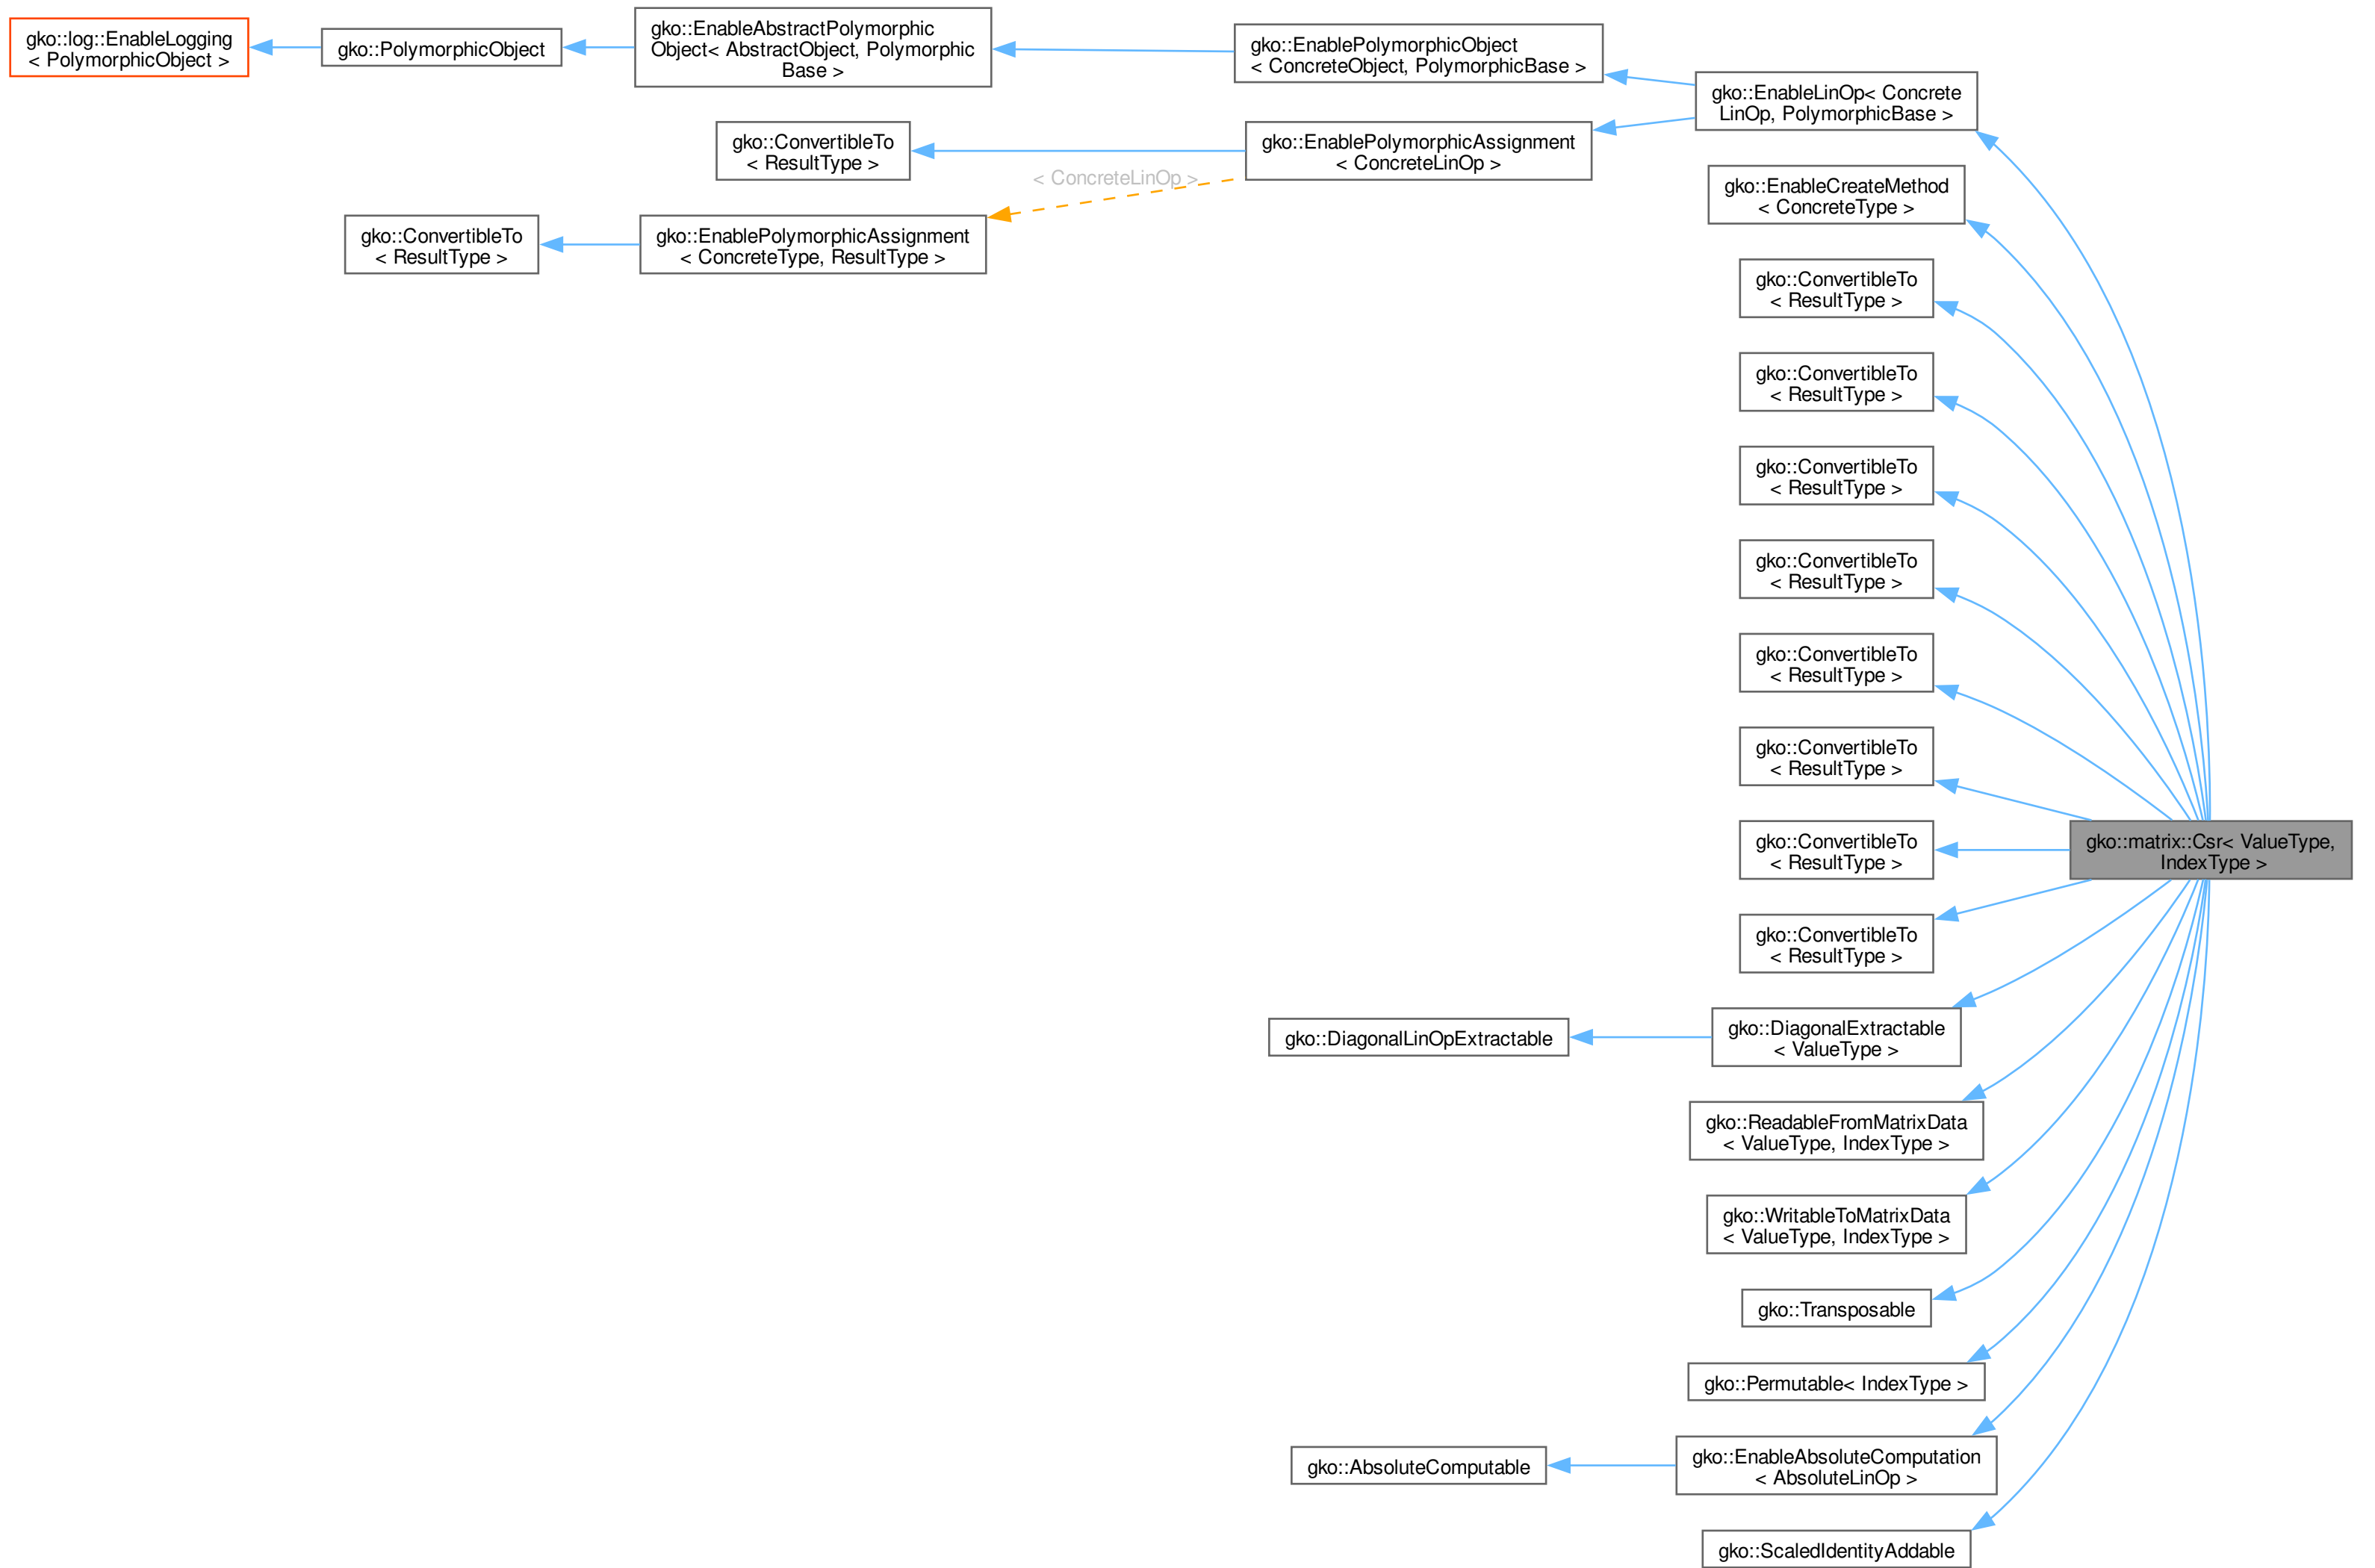 gko::log::EnableLogging
< PolymorphicObject >
gko::PolymorphicObject
gko::EnableAbstractPolymorphic
Object< AbstractObject, Polymorphic
Base >
gko::EnablePolymorphicObject
< ConcreteObject, PolymorphicBase >
gko::EnableLinOp< Concrete
LinOp, PolymorphicBase >
gko::ConvertibleTo
< ResultType >
gko::EnablePolymorphicAssignment
< ConcreteLinOp >
< ConcreteLinOp >
gko::ConvertibleTo
< ResultType >
gko::EnablePolymorphicAssignment
< ConcreteType, ResultType >
gko::EnableCreateMethod
< ConcreteType >
gko::ConvertibleTo
< ResultType >
gko::ConvertibleTo
< ResultType >
gko::ConvertibleTo
< ResultType >
gko::ConvertibleTo
< ResultType >
gko::ConvertibleTo
< ResultType >
gko::ConvertibleTo
< ResultType >
gko::ConvertibleTo
< ResultType >
gko::matrix::Csr< ValueType,
IndexType >
gko::ConvertibleTo
< ResultType >
gko::DiagonalLinOpExtractable
gko::DiagonalExtractable
< ValueType >
gko::ReadableFromMatrixData
< ValueType, IndexType >
gko::WritableToMatrixData
< ValueType, IndexType >
gko::Transposable
gko::Permutable< IndexType >
gko::AbsoluteComputable
gko::EnableAbsoluteComputation
< AbsoluteLinOp >
gko::ScaledIdentityAddable